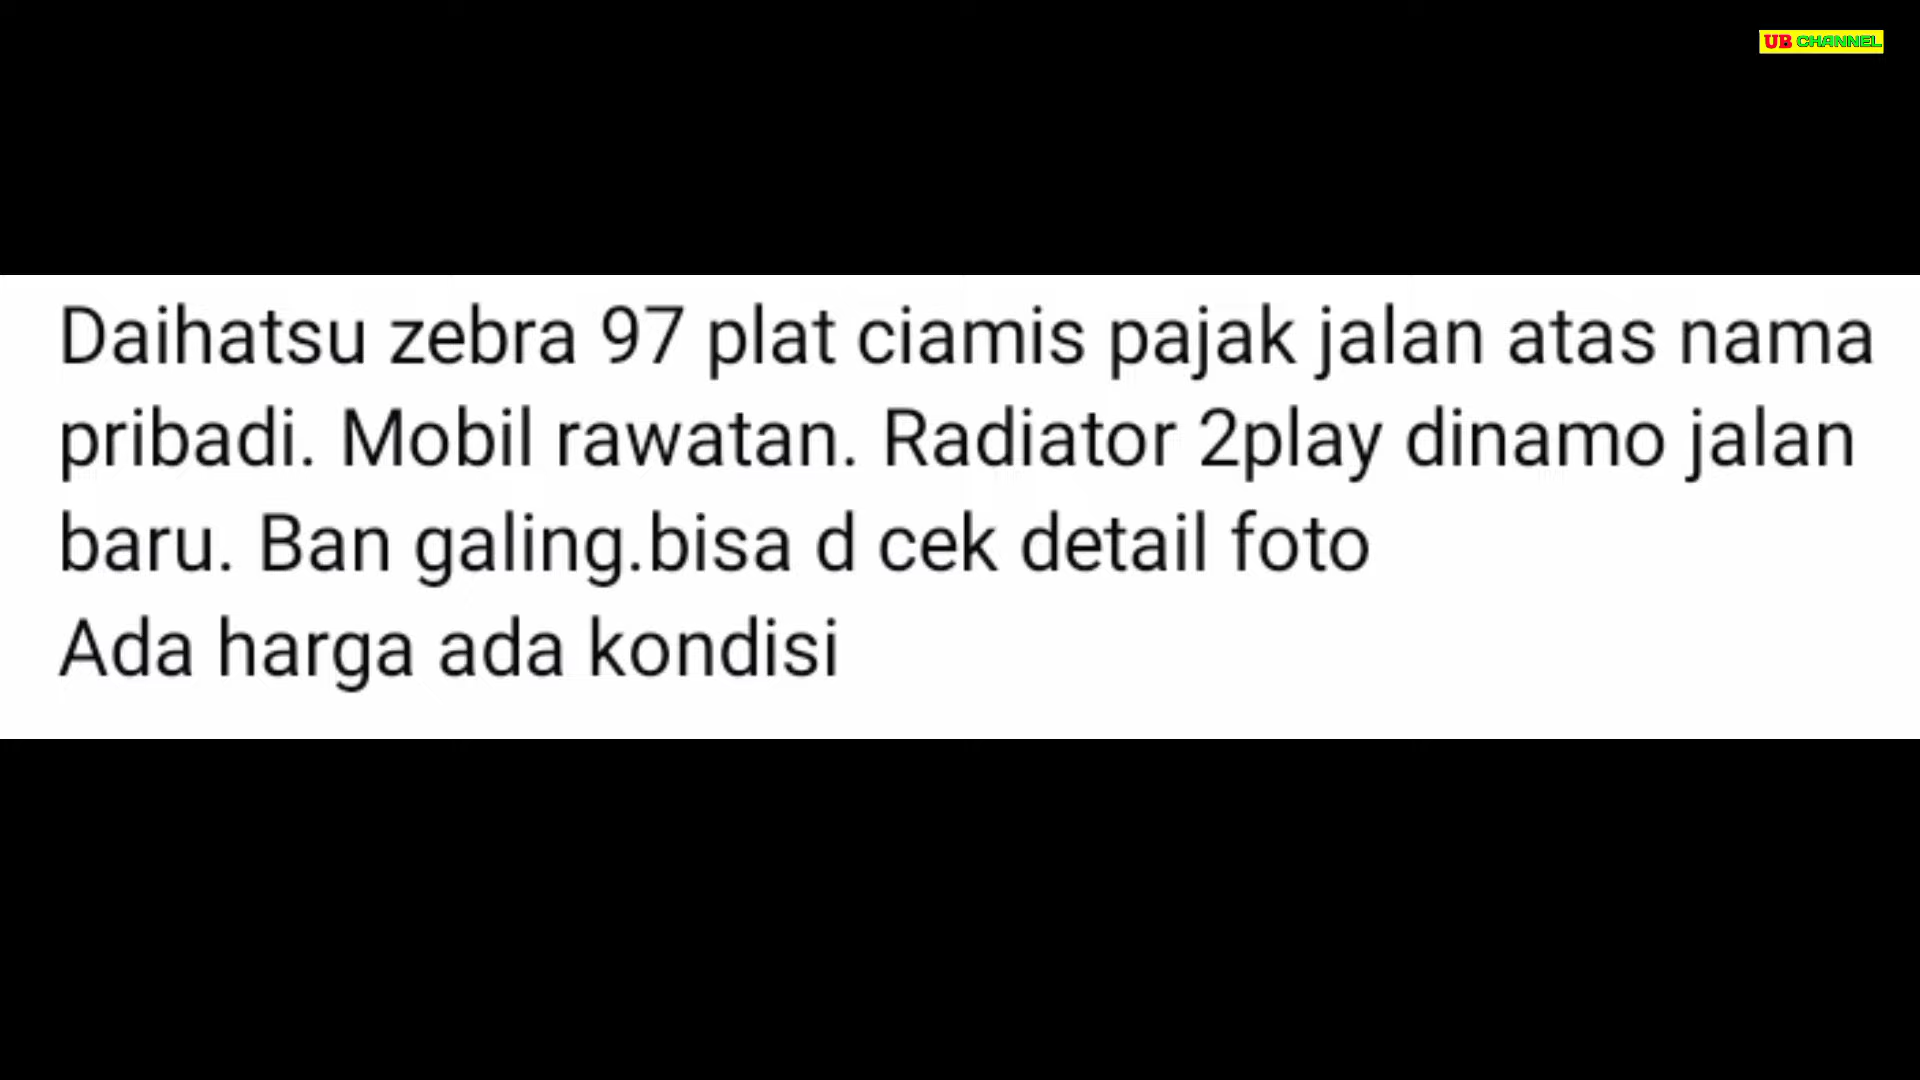 UB CHANNEL
Daihatsu zebra 97 plat ciamis pajak jalan atas nama
pribadi. Mobil rawatan. Radiator 2play dinamo jalan
baru. Ban galing.bisa d cek detail foto
Ada harga ada kondisi